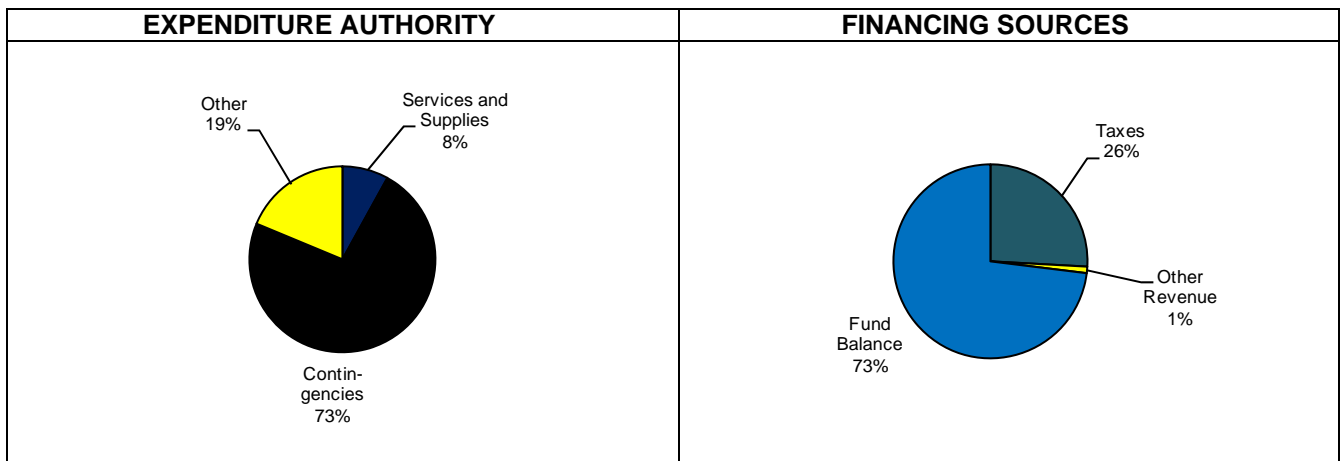 EXPENDITURE AUTHORITY
Other
19%
Services and
Supplies
8%
Contin-
gencies
73%
FINANCING SOURCES
Taxes
26%
Other
Revenue
1%
Fund
Balance
73%